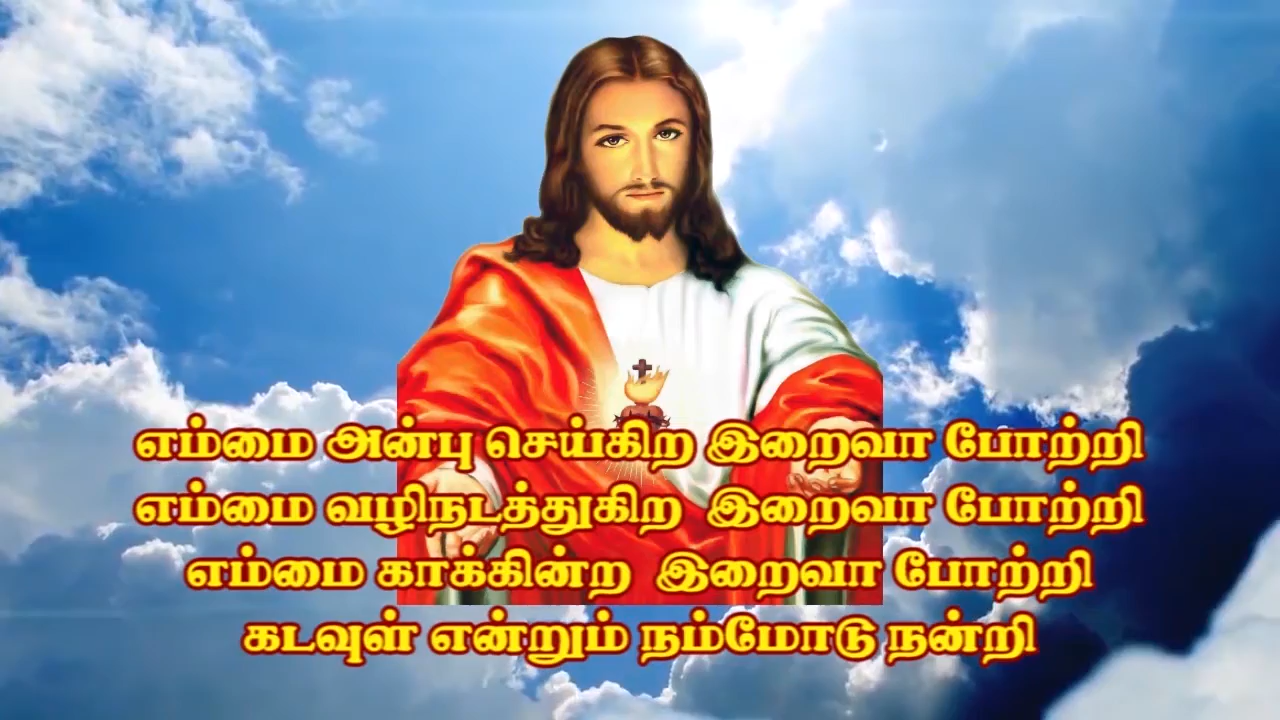 எம்மை அன்பு செய்கிற இறைவா போற்றி
எம்மை வழிநடத்துகிற இறைவா போற்றி
எம்மை காக்கின்ற இறைவா போற்றி
கடவுள் என்றும் நம்மோடு நன்றி